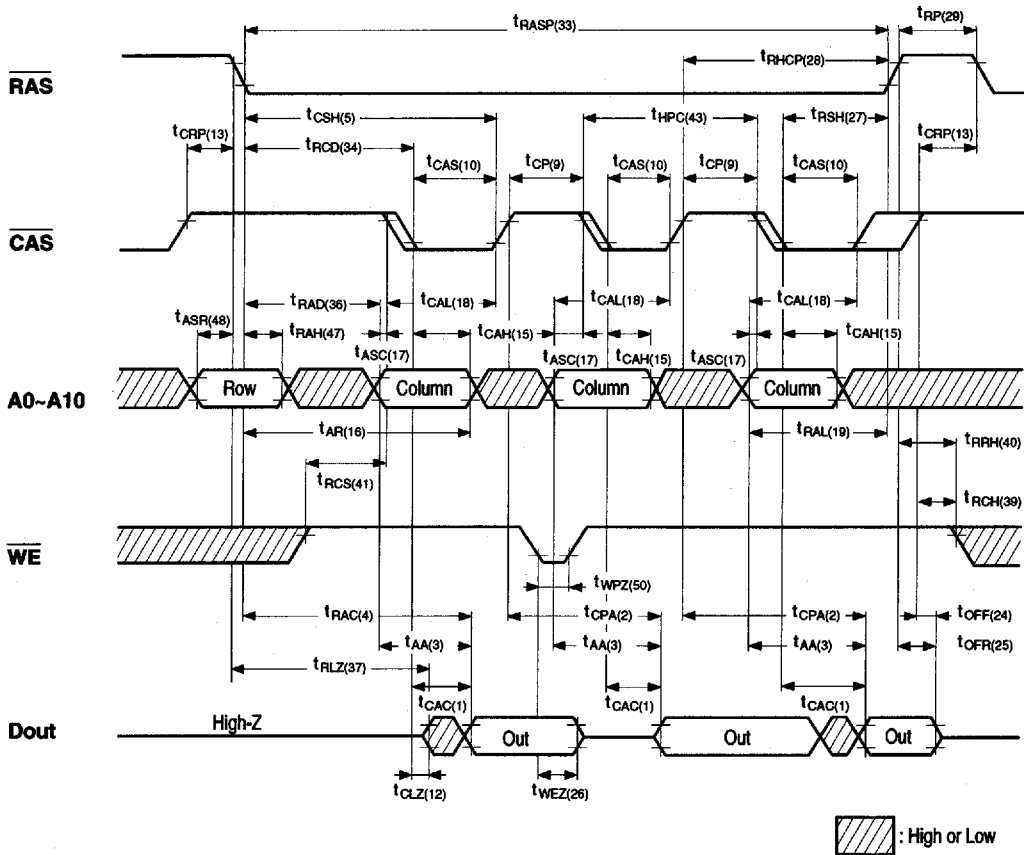 tRASP(33)
tRP(29)
tRHCP(28)
RAS
tCSH(5)
tHPC(43)
tRSH(27)
tCRP(13)
tRCD(34)
tCRP(13)
tCAS(10)
tCP(9)
tCAS(10)
tCP(9)
tCAS(10)
CAS
tRAD(36)
tCAL(18)
tCAL(18)
tCAL(18)
tASR(48)
tRAH(47)
tCAH(15)
tCAH(15)
tASC(17)
tASC(17)
tCAH(15)
tASC(17)
A0~A10
Row
Column
Column
Column
tAR(16)
tRAL(19)
tRRH(40)
tRCS(41)
tRCH(39)
WE
tWPZ(50)
tRAC(4)
tCPA(2)
tCPA(2)
tOFF(24)
tAA(3)
tAA(3)
tAA(3)
tOFR(25)
tRLZ(37)
tCAC(1)
tCAC(1)
tCAC(1)
Dout
High-Z
Out
Out
Out
tCLZ(12)
tWEZ(26)
: High or Low